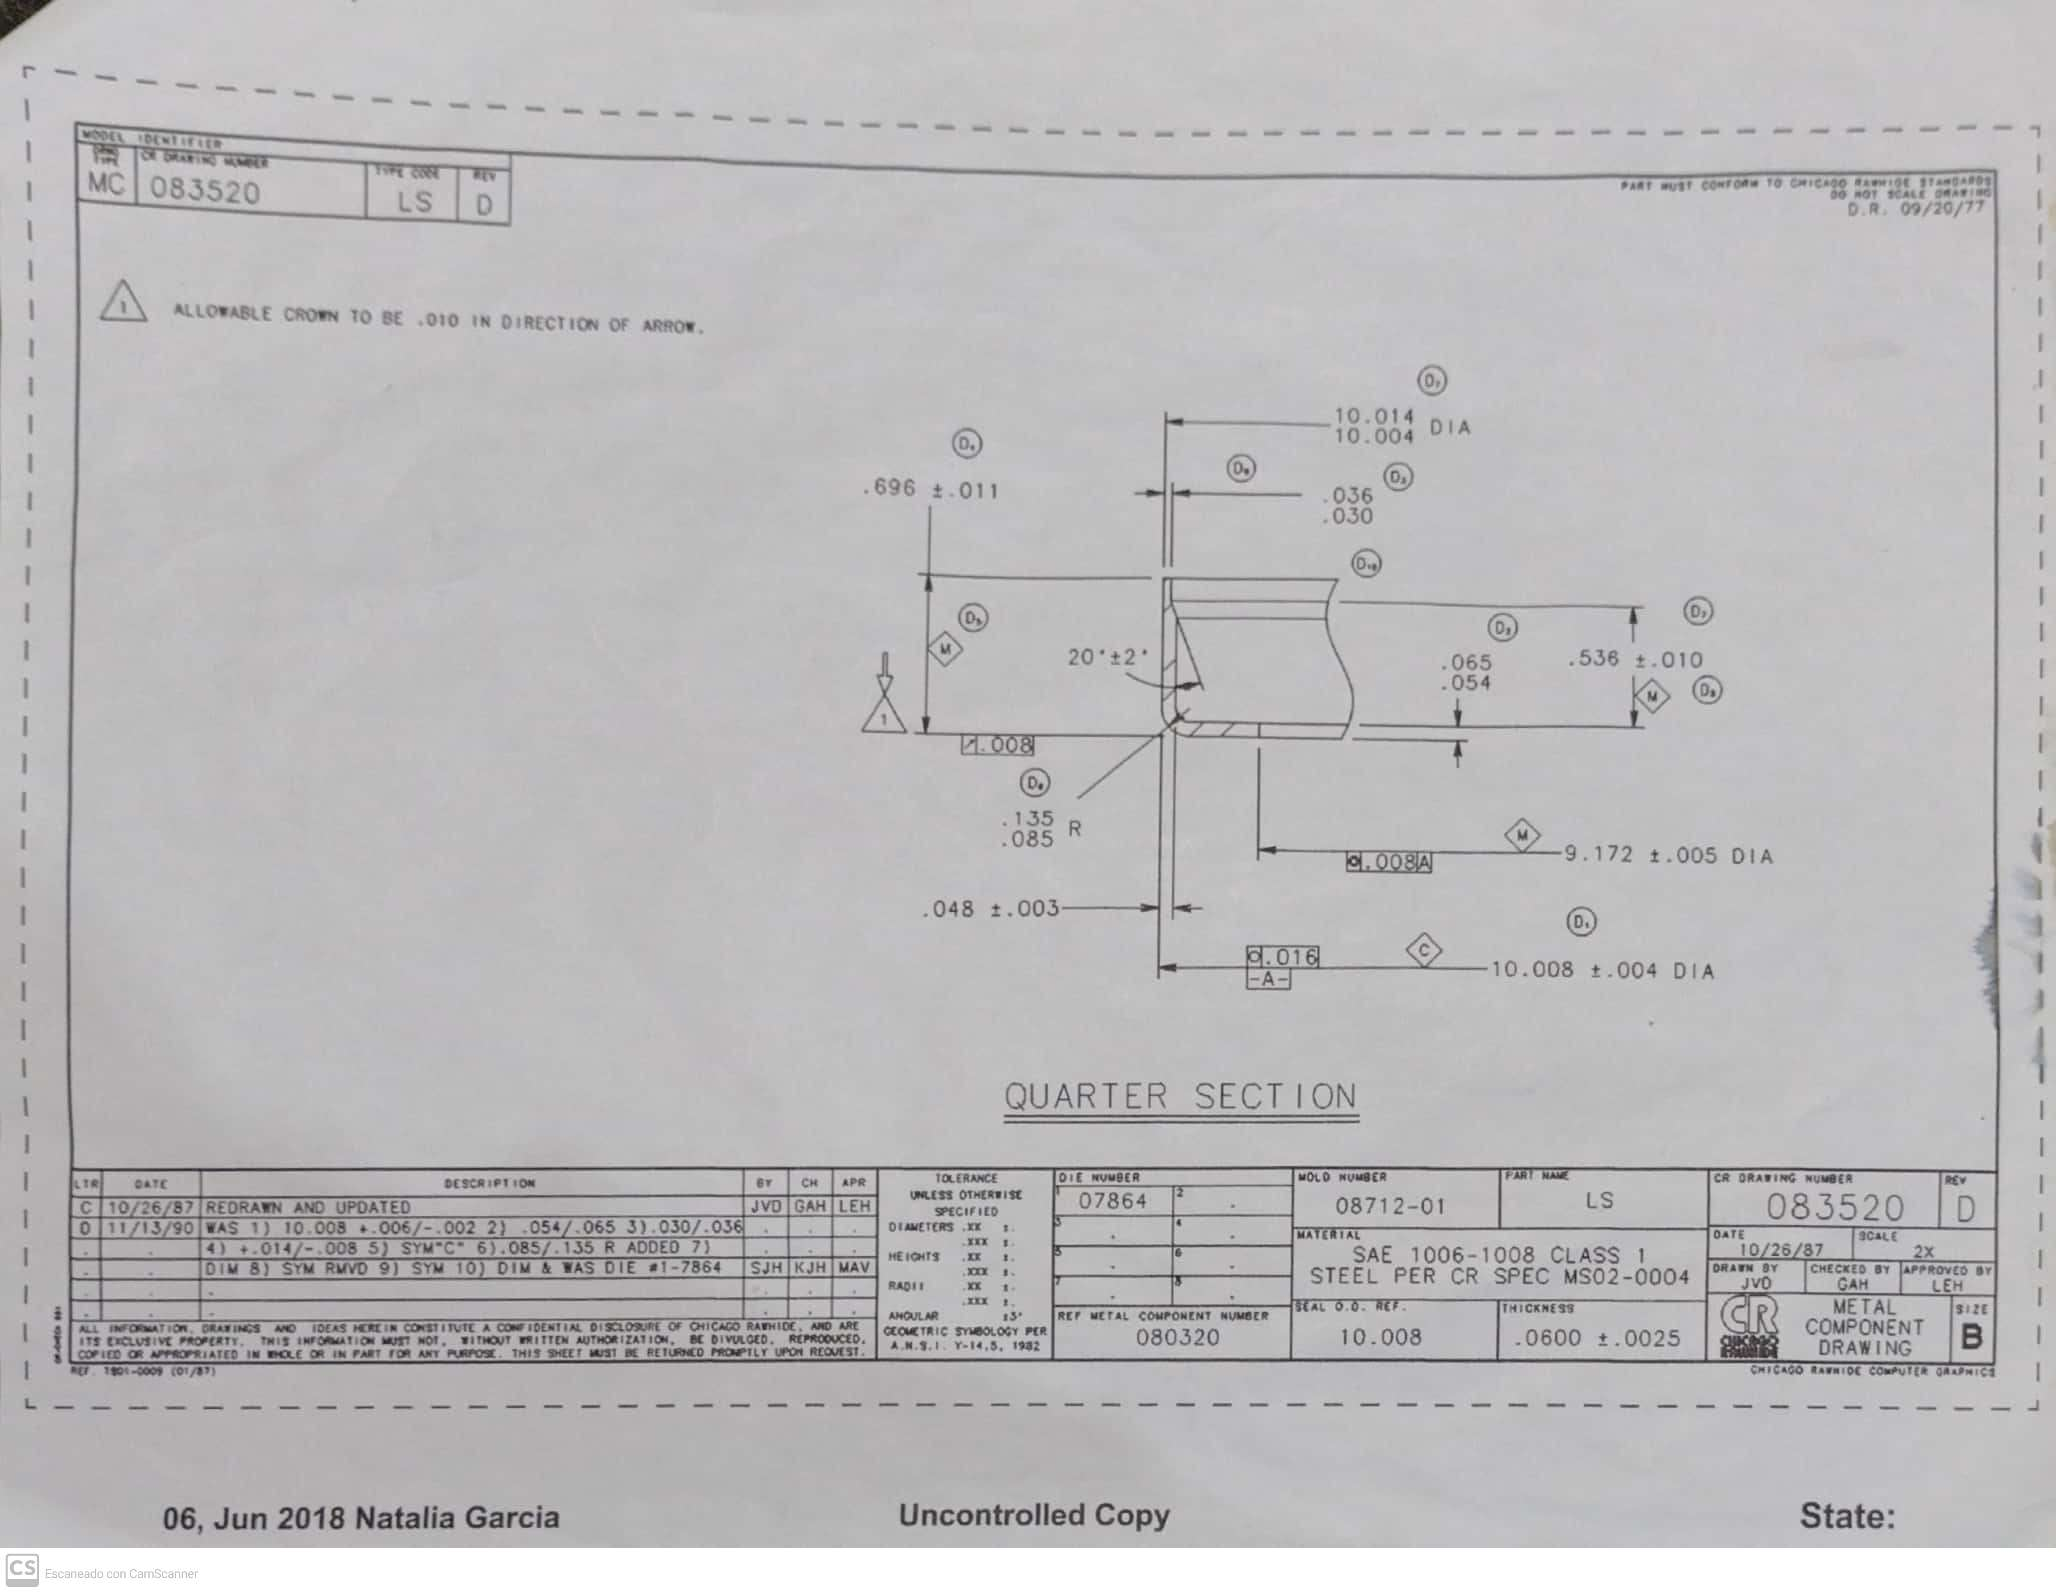 MODEL IDENTIFIER
DRWG TYPE
CR DRAWING NUMBER
TYPE CODE
REV
MC
083520
LS
D
PART MUST CONFORM TO CHICAGO RAWHIDE STANDARDS
DO NOT SCALE DRAWING
D.R. 09/20/77
1 ALLOWABLE CROWN TO BE .010 IN DIRECTION OF ARROW.
D7
10.014
10.004 DIA
D4
.696 ±.011
D9
D3
.036
.030
D10
D5
M
20°±2°
D2
.065
.054
D7
.536 ±.010
M
D8
1
.008
D6
.135
.085 R
M
.008 A
9.172 ±.005 DIA
.048 ±.003
D1
.016
-A-
C
10.008 ±.004 DIA
QUARTER SECTION
LTR DATE DESCRIPTION BY CH APR
C 10/26/87 REDRAWN AND UPDATED JVD GAH LEH
D 11/13/90 WAS 1) 10.008 +.006/-.002 2) .054/.065 3).030/.036
4) +.014/-.008 5) SYM"C" 6).085/.135 R ADDED 7)
DIM 8) SYM RMVD 9) SYM 10) DIM & WAS DIE #1-7864 SJH KJH MAV
ALL INFORMATION, DRAWINGS AND IDEAS HEREIN CONSTITUTE A CONFIDENTIAL DISCLOSURE OF CHICAGO RAWHIDE, AND ARE
ITS EXCLUSIVE PROPERTY. THIS INFORMATION MUST NOT, WITHOUT WRITTEN AUTHORIZATION, BE DIVULGED, REPRODUCED,
COPIED OR APPROPRIATED IN WHOLE OR IN PART FOR ANY PURPOSE. THIS SHEET MUST BE RETURNED PROMPTLY UPON REQUEST.
REF. 1801-0009 (01/87)
TOLERANCE
UNLESS OTHERWISE
SPECIFIED
DIAMETERS .XX ±.
.XXX ±.
HEIGHTS .XX ±.
.XXX ±.
RADII .XX ±.
.XXX ±.
ANGULAR ±3°
GEOMETRIC SYMBOLOGY PER
A.N.S.I. Y-14.5, 1982
DIE NUMBER
1 07864 2
3 4
5 6
7 8
REF METAL COMPONENT NUMBER
080320
MOLD NUMBER
08712-01
PART NAME
LS
MATERIAL
SAE 1006-1008 CLASS 1
STEEL PER CR SPEC MS02-0004
SEAL O.D. REF.
10.008
THICKNESS
.0600 ±.0025
CR DRAWING NUMBER
083520
REV
D
DATE
10/26/87
SCALE
2X
DRAWN BY
JVD
CHECKED BY
GAH
APPROVED BY
LEH
CR
CHICAGO
RAWHIDE
METAL
COMPONENT
DRAWING
SIZE
B
CHICAGO RAWHIDE COMPUTER GRAPHICS
06, Jun 2018 Natalia Garcia
Uncontrolled Copy
State:
CS Escaneado con CamScanner